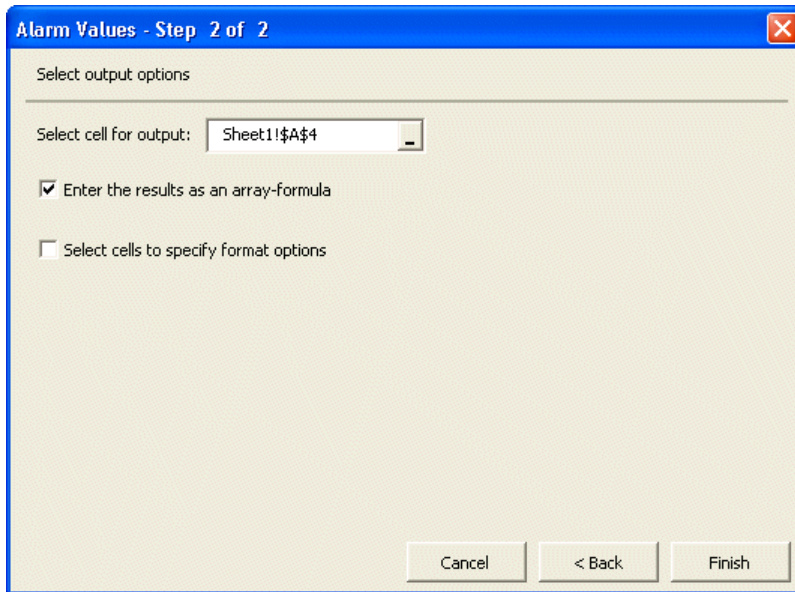 Alarm Values - Step 2 of 2
Select output options
Select cell for output: Sheet1!$A$4
Enter the results as an array-formula
Select cells to specify format options
Cancel < Back Finish